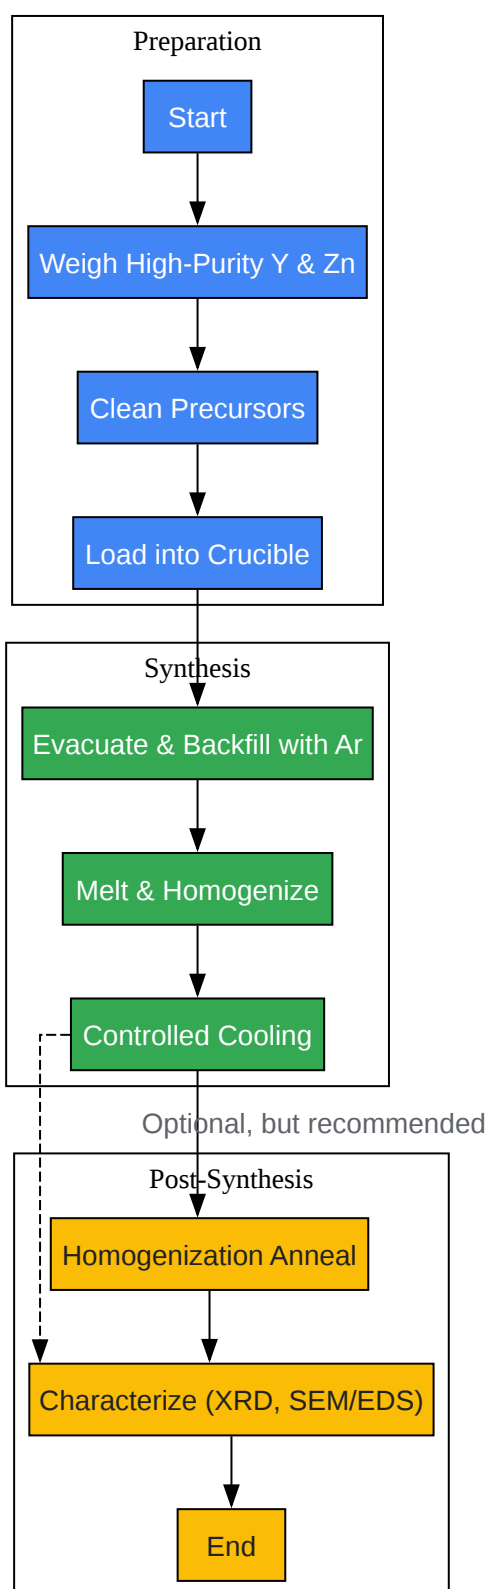 Preparation
Start
Weigh High-Purity Y & Zn
Clean Precursors
Load into Crucible
Synthesis
Evacuate & Backfill with Ar
Melt & Homogenize
Controlled Cooling
Optional, but recommended
Post-Synthesis
Homogenization Anneal
Characterize (XRD, SEM/EDS)
End